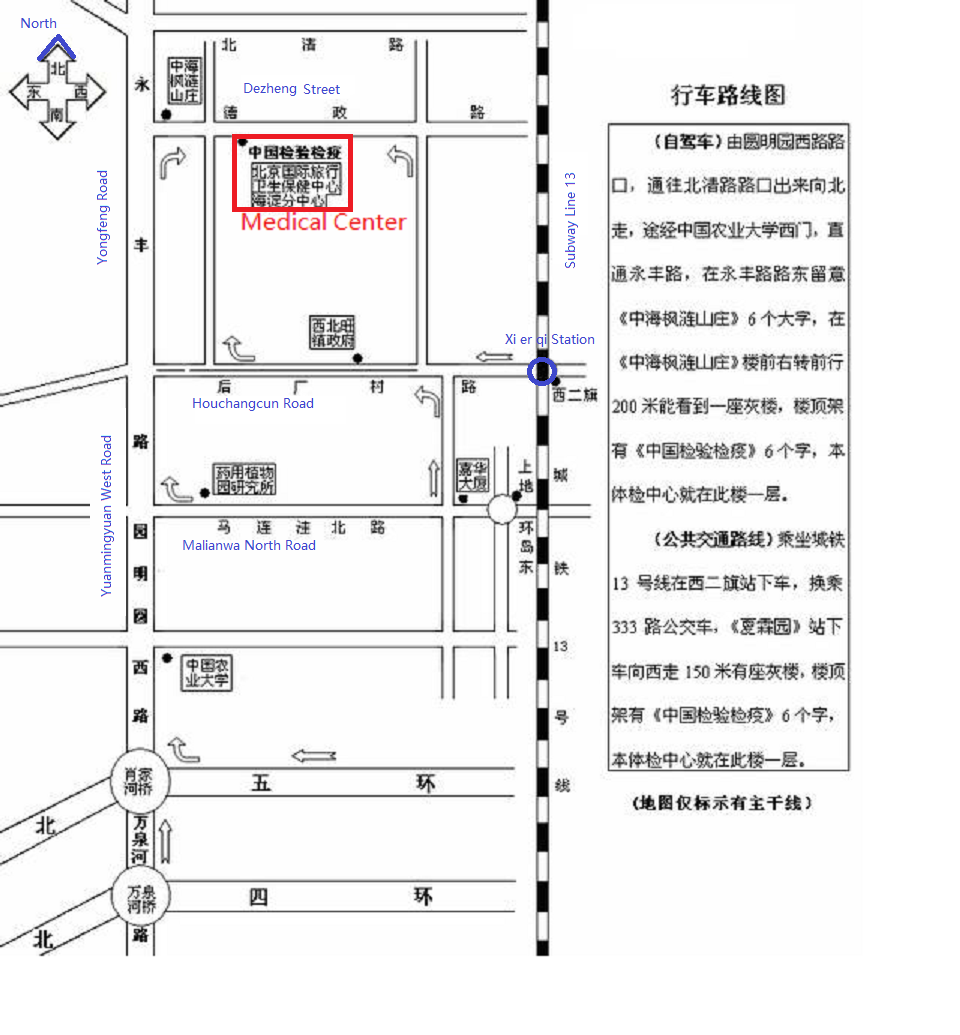 North
北
东 西
南
北清路
中海
枫涟
山庄
Dezheng Street
德政路
中国检验检疫
北京国际旅行
卫生保健中心
海淀分中心
Medical Center
Yongfeng Road
永丰路
Subway Line 13
西北旺
镇政府
Xi er qi Station
西二旗
后厂村路
Houchangcun Road
Yuanmingyuan West Road
药用植物
园研究所
嘉华
大厦
上地
环岛东
城铁13号线
马连洼北路
Malianwa North Road
圆明园西路
中国农
业大学
肖家
河桥
北五环
万泉河
万泉
河桥
路
北四环
行车路线图
（自驾车）由圆明园西路路
口，通往北清路路口出来向北
走，途经中国农业大学西门，直
通永丰路，在永丰路路东留意
《中海枫涟山庄》6 个大字，在
《中海枫涟山庄》楼前右转前行
200 米能看到一座灰楼，楼顶架
有《中国检验检疫》6 个字，本
体检中心就在此楼一层。
（公共交通路线）乘坐城铁
13 号线在西二旗站下车，换乘
333 路公交车，《夏霖园》站下
车向西走 150 米有座灰楼，楼顶
架有《中国检验检疫》6 个字，
本体检中心就在此楼一层。
（地图仅标示有主干线）